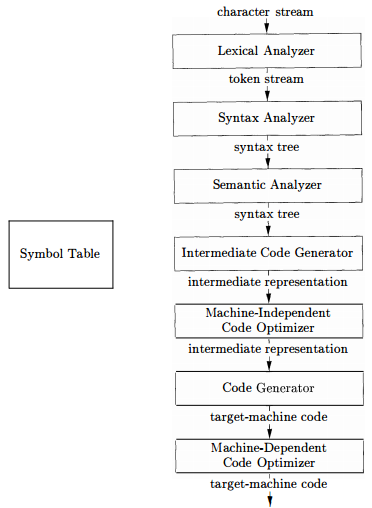 character stream
Lexical Analyzer
token stream
Syntax Analyzer
syntax tree
Semantic Analyzer
syntax tree
Symbol Table
Intermediate Code Generator
intermediate representation
Machine-Independent
Code Optimizer
intermediate representation
Code Generator
target-machine code
Machine-Dependent
Code Optimizer
target-machine code